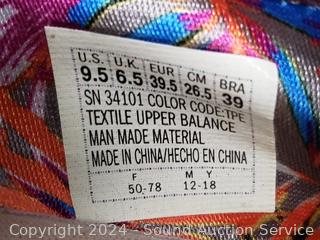 U.S. U.K. EUR CM BRA
9.5 6.5 39.5 26.5 39
SN 34101 COLOR CODE:TPE
TEXTILE UPPER BALANCE
MAN MADE MATERIAL
MADE IN CHINA/HECHO EN CHINA
F M Y
50-78 12-18
Copyright 2024 - Sound Auction Service